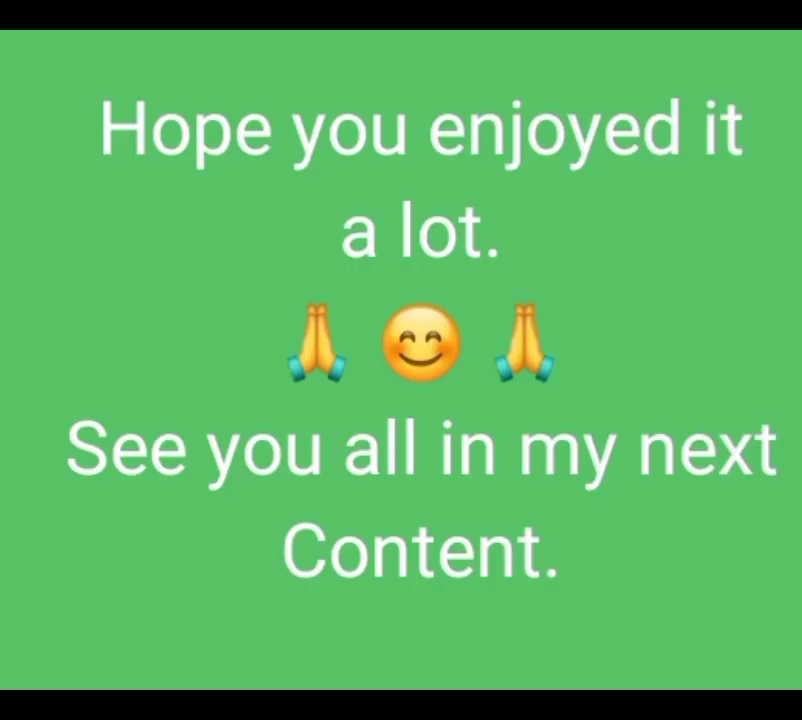 Hope you enjoyed it
a lot.
🙏 😊 🙏
See you all in my next
Content.